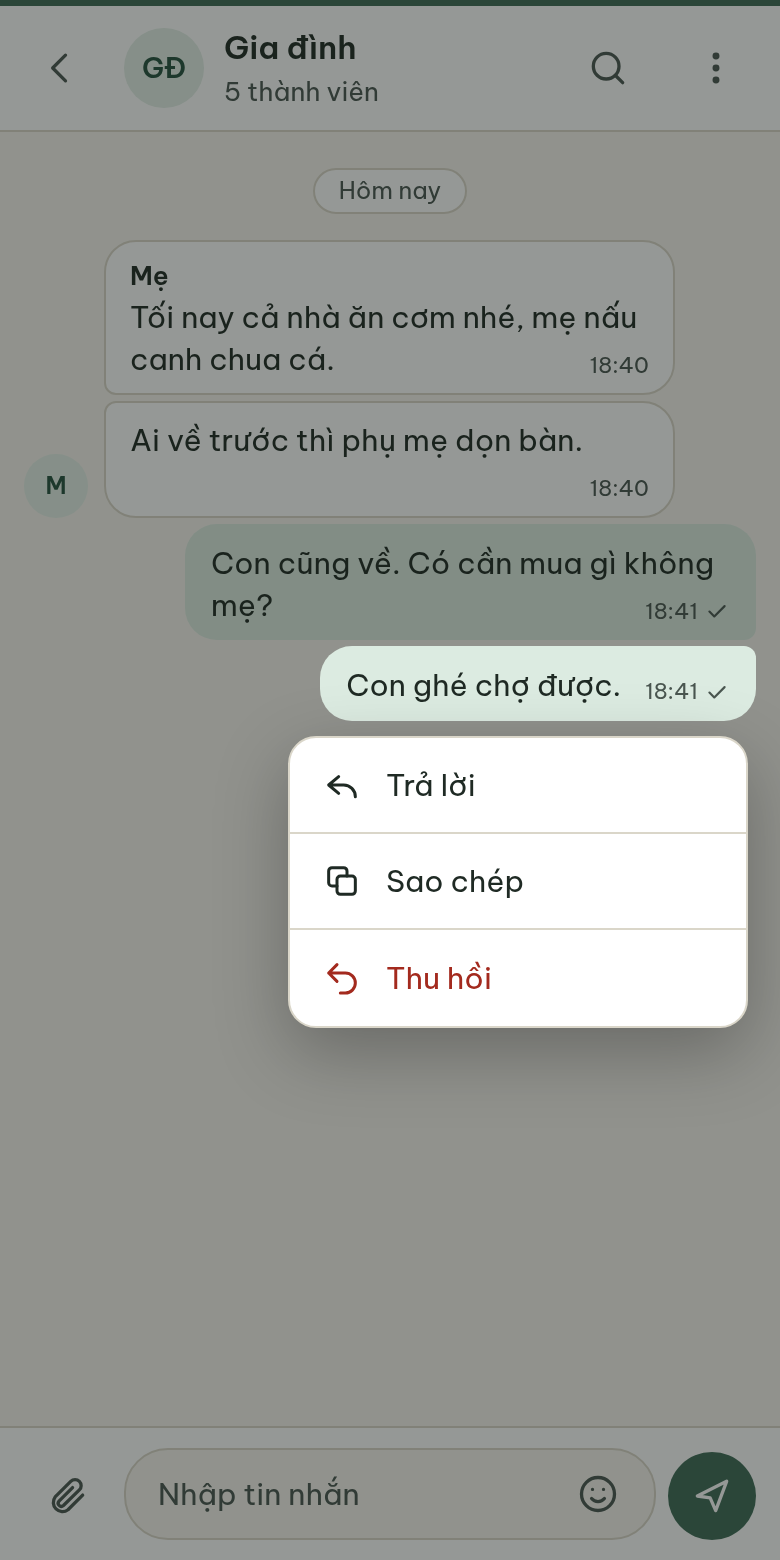 GĐ
Gia đình
5 thành viên
Hôm nay
Mẹ
Tối nay cả nhà ăn cơm nhé, mẹ nấu
canh chua cá.
18:40
Ai về trước thì phụ mẹ dọn bàn.
18:40
M
Con cũng về. Có cần mua gì không
mẹ?
18:41
Con ghé chợ được.
18:41
Trả lời
Sao chép
Thu hồi
Nhập tin nhắn